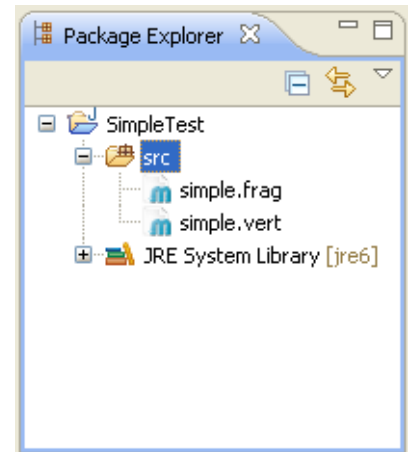 Package Explorer
SimpleTest
src
simple.frag
simple.vert
JRE System Library [jre6]